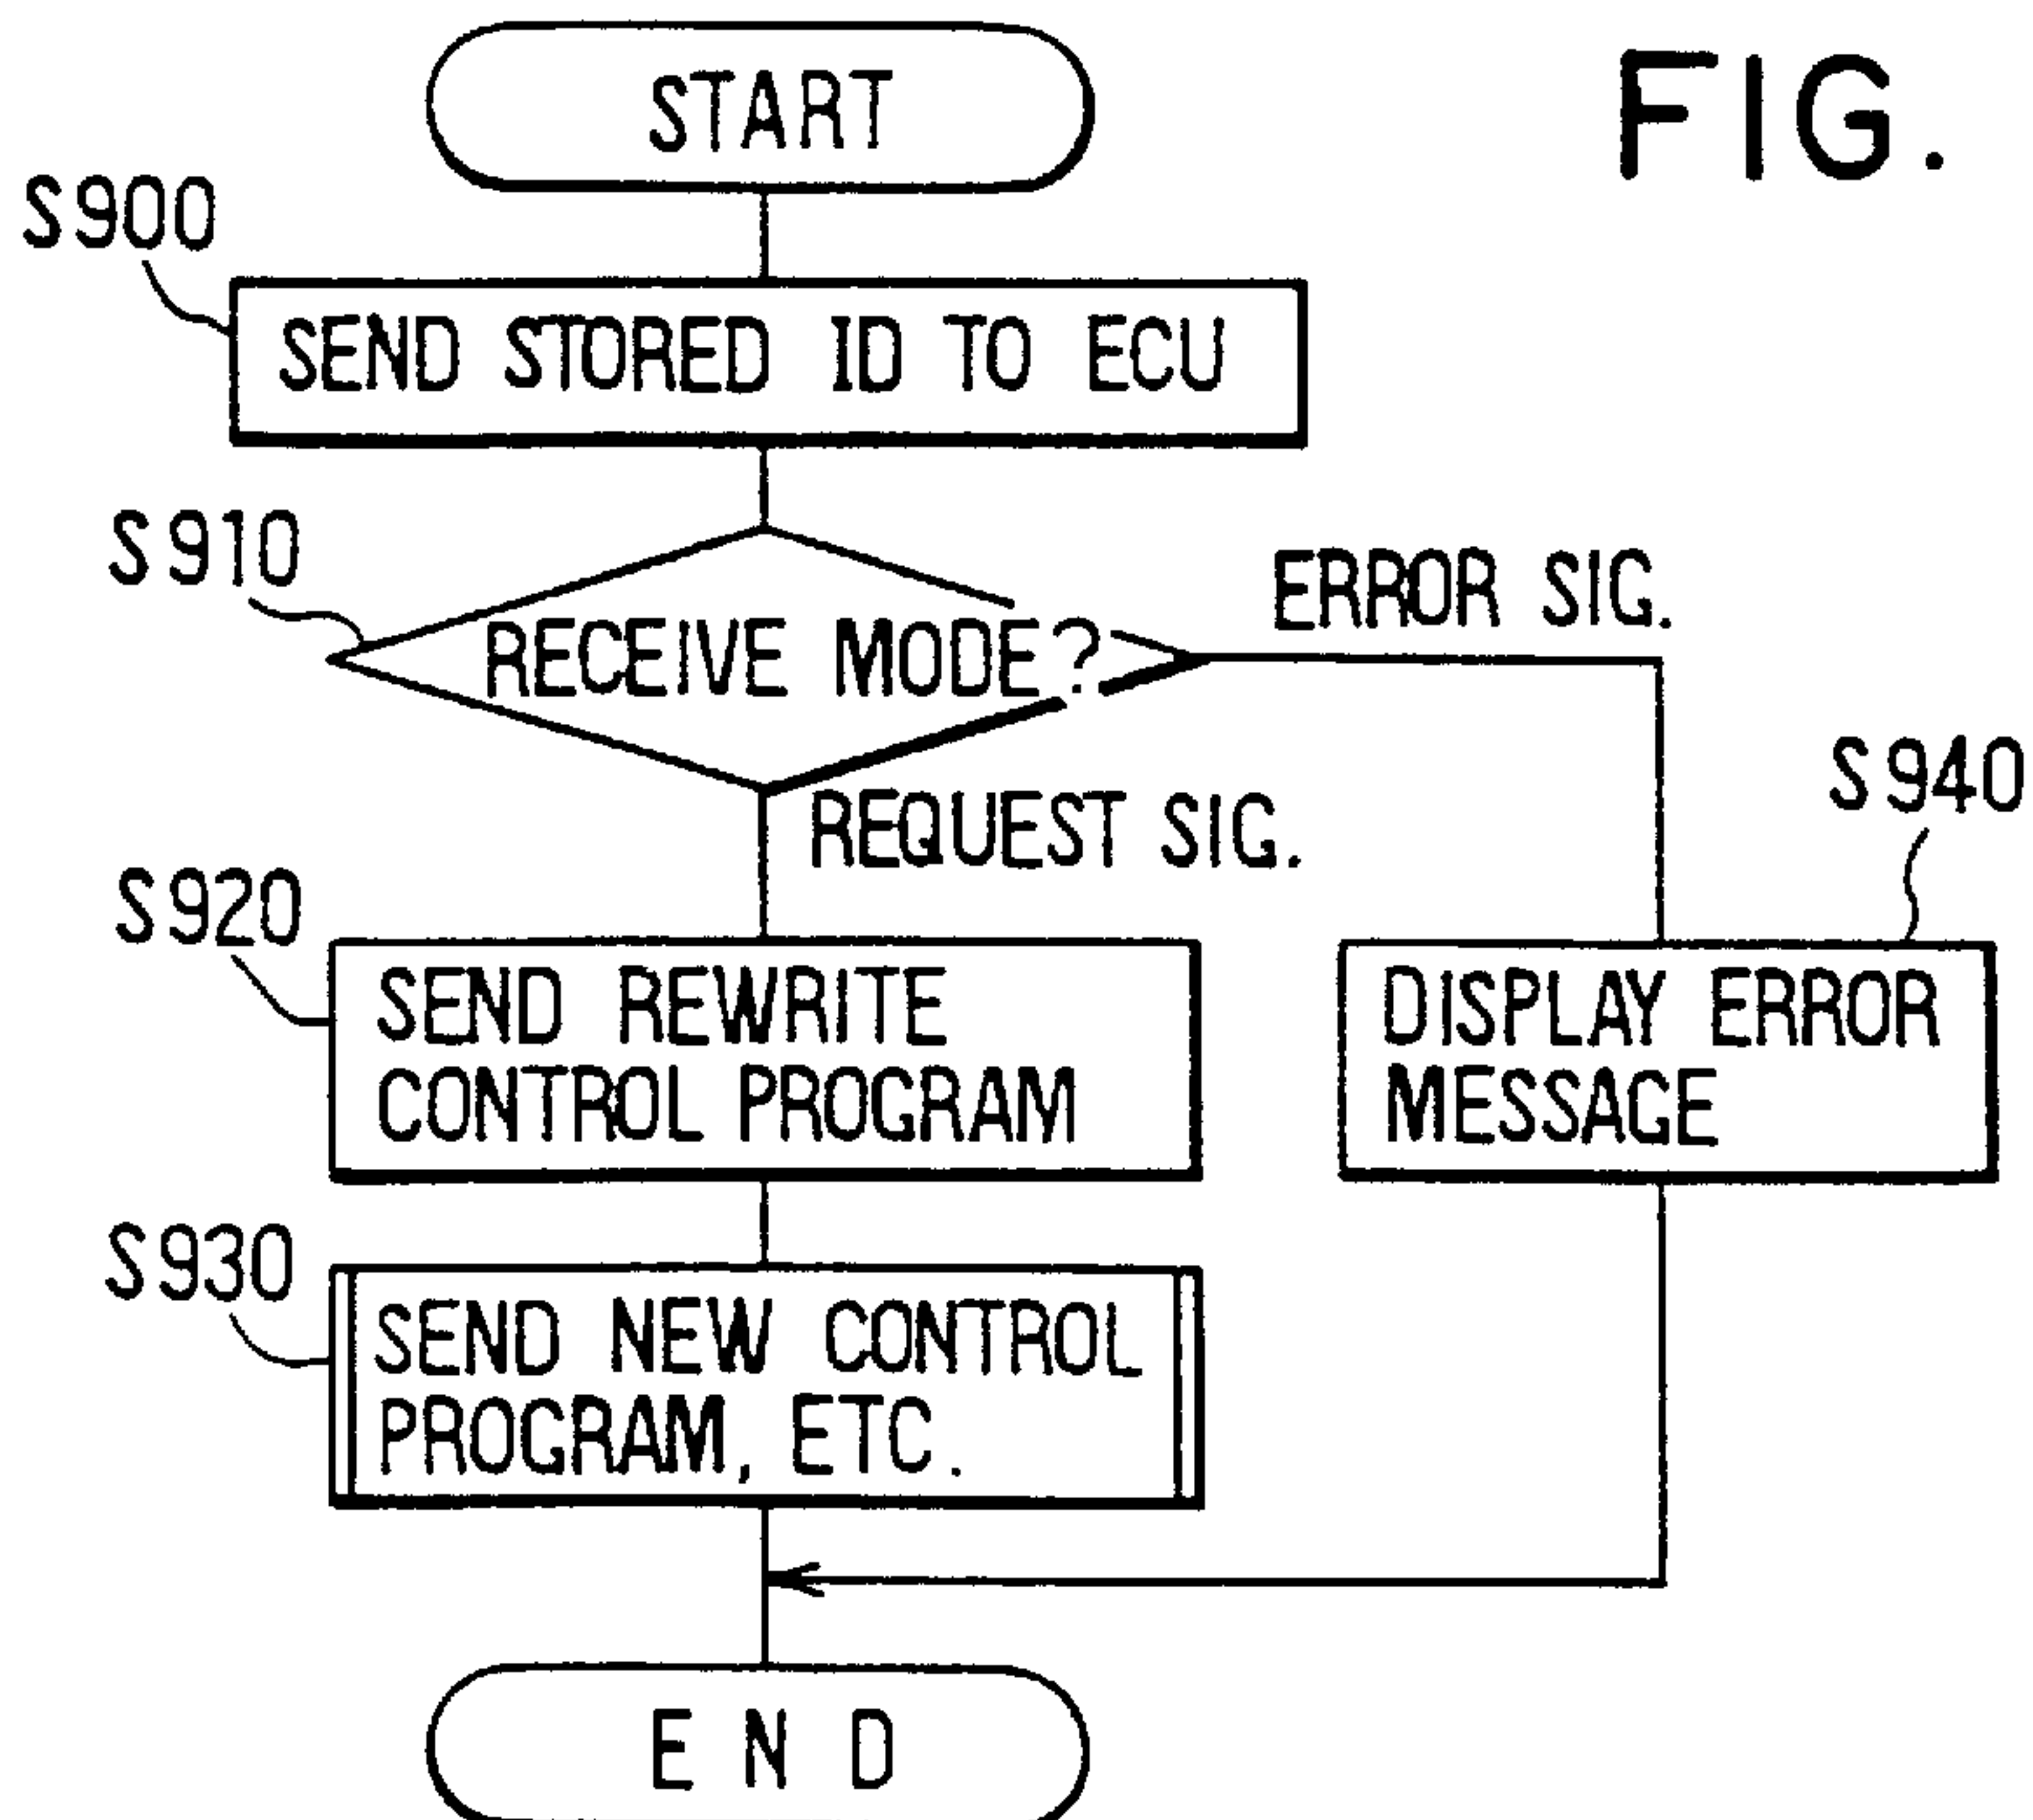 FIG.
START
S900
SEND STORED ID TO ECU
S910
RECEIVE MODE?
ERROR SIG.
REQUEST SIG.
S920
SEND REWRITE
CONTROL PROGRAM
S940
DISPLAY ERROR
MESSAGE
S930
SEND NEW CONTROL
PROGRAM, ETC.
END